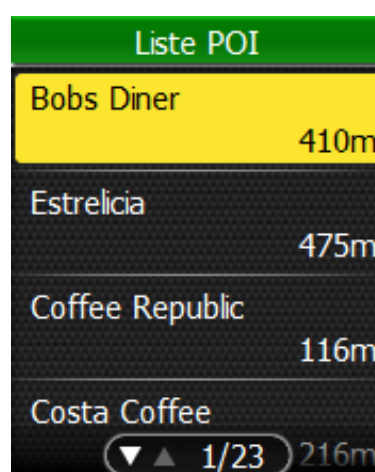 Liste POI
Bobs Diner
410m
Estrelicia
475m
Coffee Republic
116m
Costa Coffee
▼ ▲ 1/23 216m